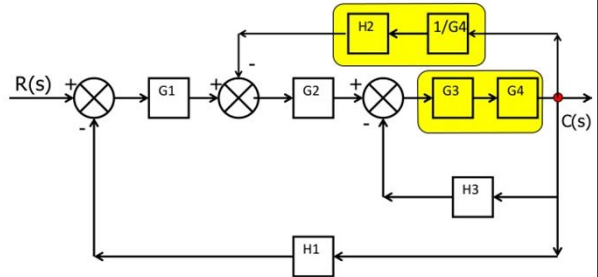 H2
1/G4
-
R(s)
+
G1
+
G2
+
G3
G4
C(s)
-
-
H3
H1